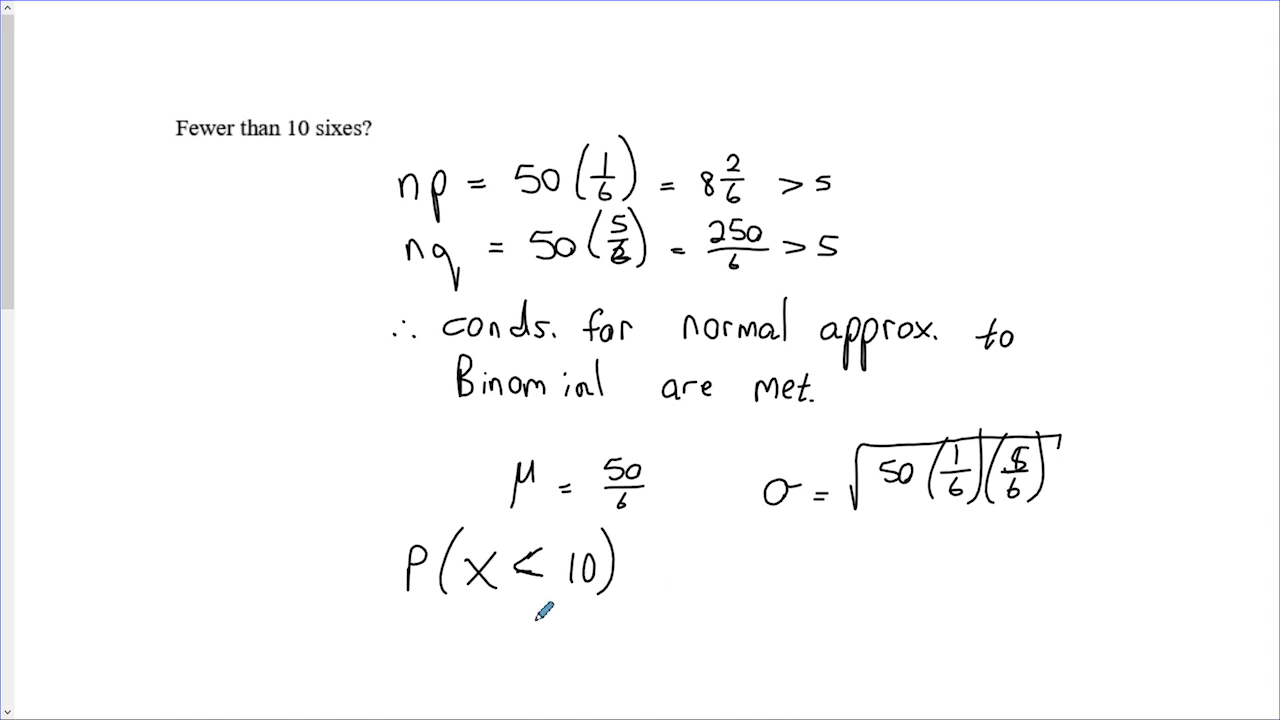 Fewer than 10 sixes?
np = 50 (1/6) = 8 2/6 > 5
nq = 50 (5/6) = 250/6 > 5
∴ conds. for normal approx. to
Binomial are met.
μ = 50/6 σ = √(50 (1/6)(5/6))
P(X < 10)